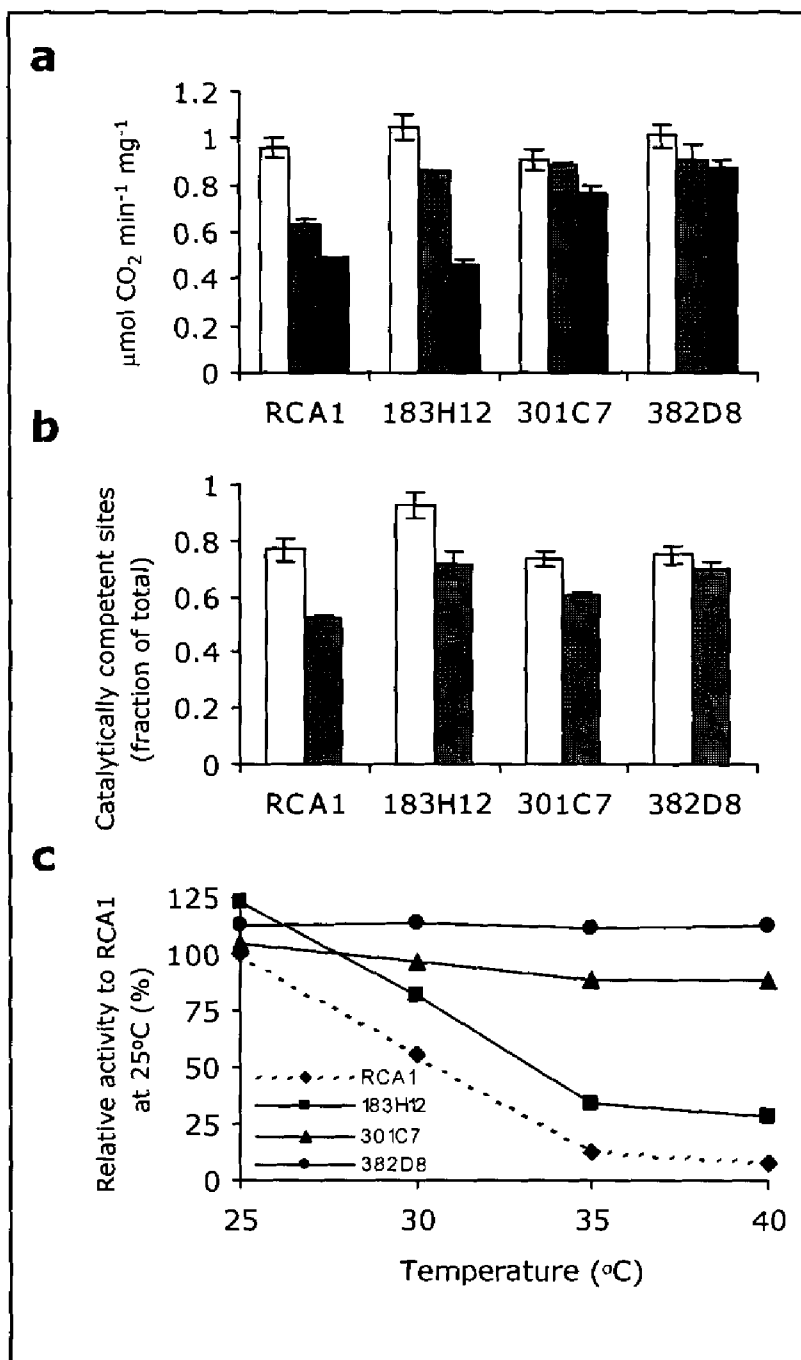 a
1.2
1
0.8
0.6
0.4
0.2
0
µmol CO₂ min⁻¹ mg⁻¹
RCA1 183H12 301C7 382D8
b
1
0.8
0.6
0.4
0.2
0
Catalytically competent sites
(fraction of total)
RCA1 183H12 301C7 382D8
c
125
100
75
50
25
0
Relative activity to RCA1
at 25ºC (%)
RCA1
183H12
301C7
382D8
25 30 35 40
Temperature (ºC)